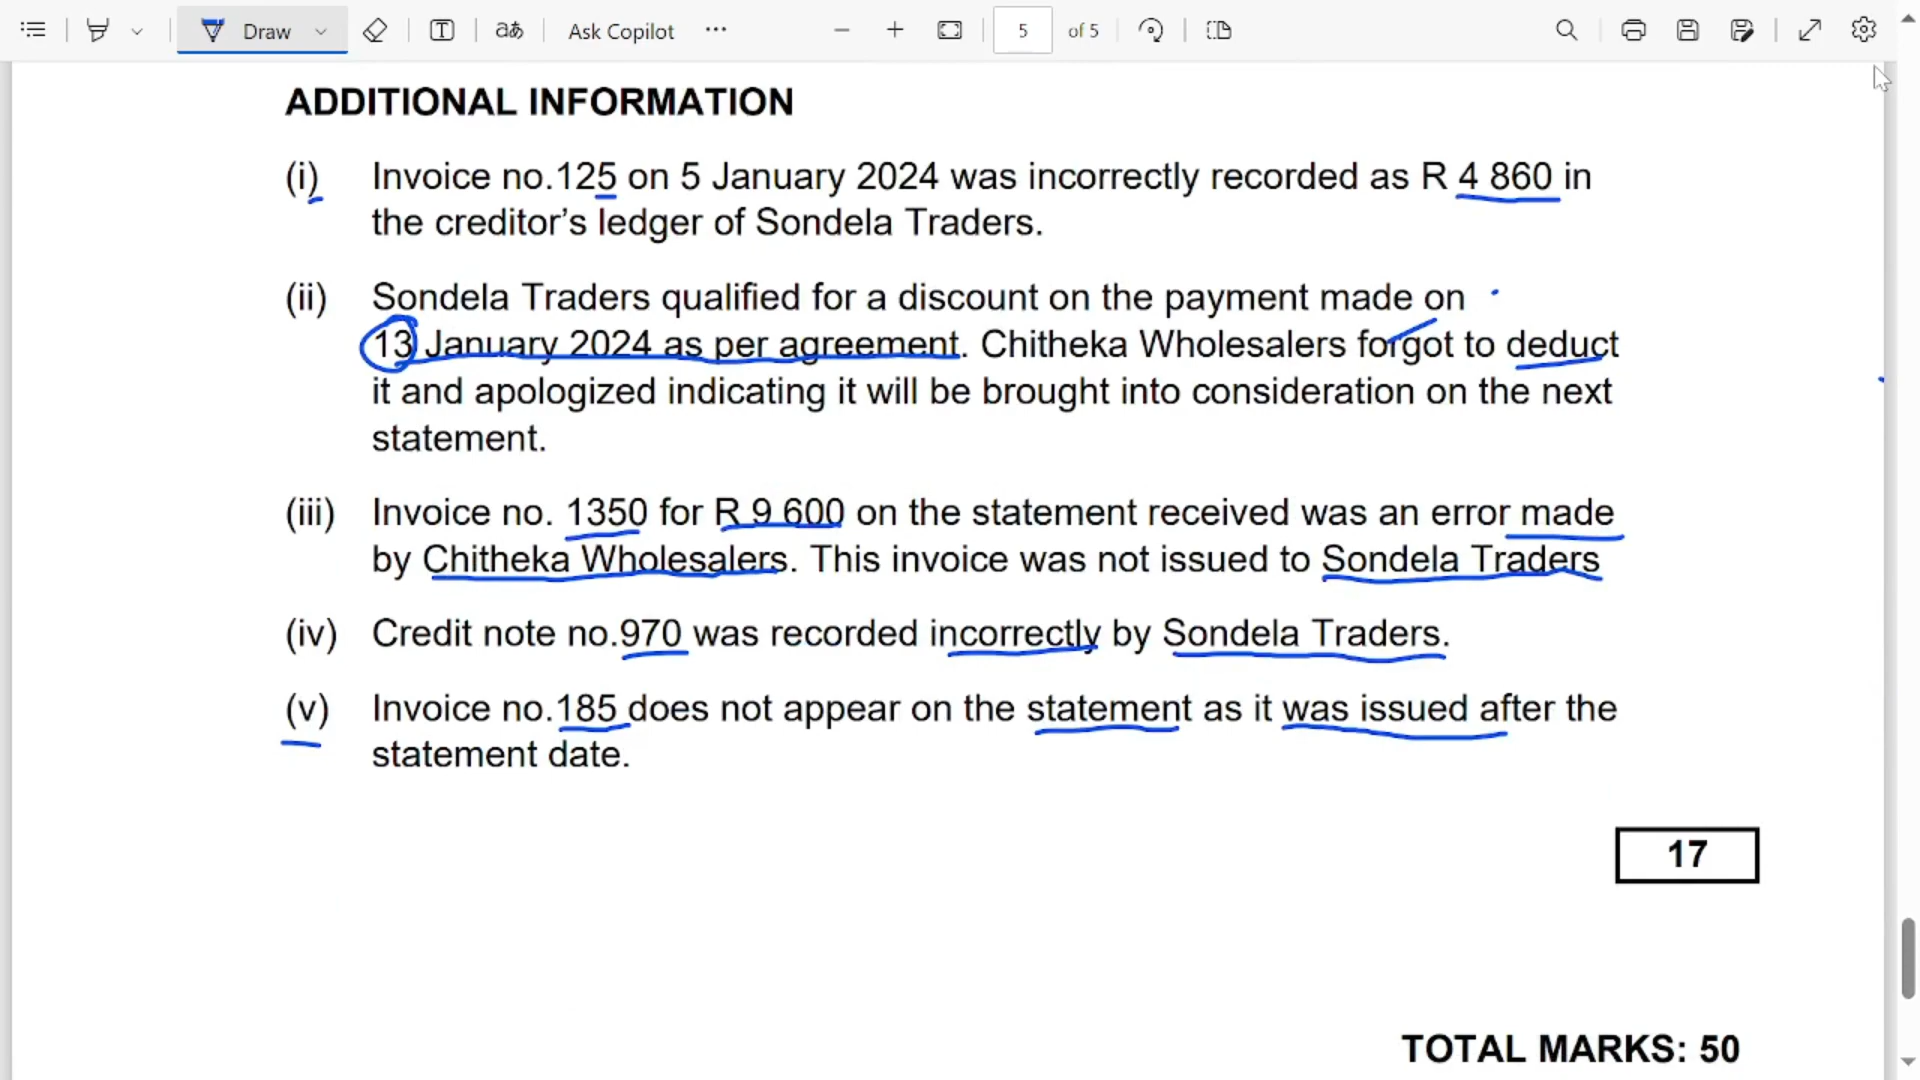 Draw
T
aあ
Ask Copilot
5
of 5
ADDITIONAL INFORMATION
(i) Invoice no.125 on 5 January 2024 was incorrectly recorded as R 4 860 in
the creditor’s ledger of Sondela Traders.
(ii) Sondela Traders qualified for a discount on the payment made on
13 January 2024 as per agreement. Chitheka Wholesalers forgot to deduct
it and apologized indicating it will be brought into consideration on the next
statement.
(iii) Invoice no. 1350 for R 9 600 on the statement received was an error made
by Chitheka Wholesalers. This invoice was not issued to Sondela Traders
(iv) Credit note no.970 was recorded incorrectly by Sondela Traders.
(v) Invoice no.185 does not appear on the statement as it was issued after the
statement date.
17
TOTAL MARKS: 50